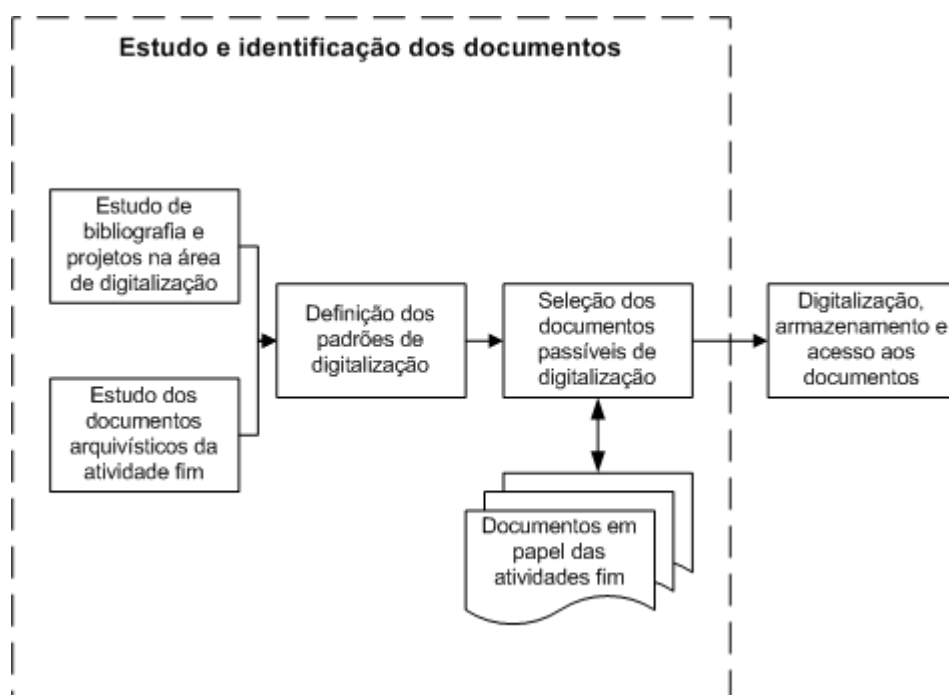 Estudo e identificação dos documentos
Estudo de
bibliografia e
projetos na área
de digitalização
Estudo dos
documentos
arquivísticos da
atividade fim
Definição dos
padrões de
digitalização
Seleção dos
documentos
passíveis de
digitalização
Documentos em
papel das
atividades fim
Digitalização,
armazenamento e
acesso aos
documentos